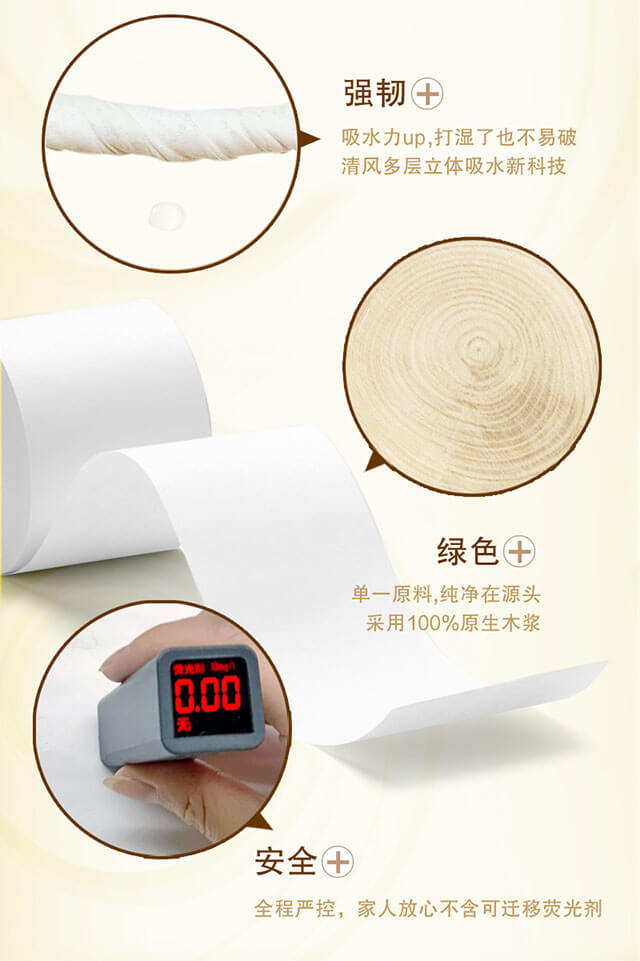 强韧
吸水力up,打湿了也不易破
清风多层立体吸水新科技
绿色
单一原料,纯净在源头
采用100%原生木浆
荧光剂
0.00
无
安全
全程严控，家人放心不含可迁移荧光剂